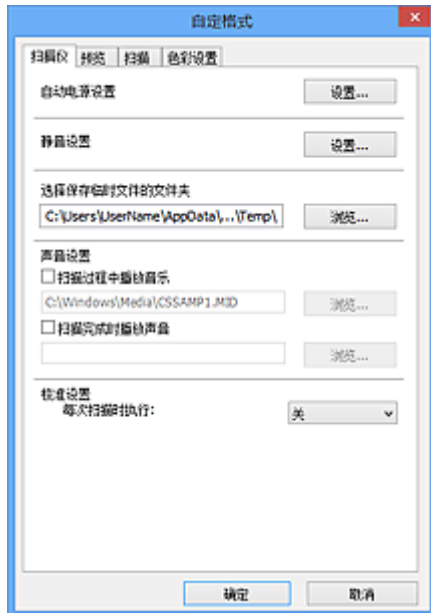 自定格式
扫描仪 预览 扫描 色彩设置
自动电源设置 设置...
静音设置 设置...
选择保存临时文件的文件夹
C:\Users\UserName\AppData\...\Temp\ 浏览...
声音设置
扫描过程中播放音乐
C:\Windows\Media\CSSAMP1.MID 浏览...
扫描完成时播放声音
浏览...
校准设置
每次扫描时执行: 关
确定 取消